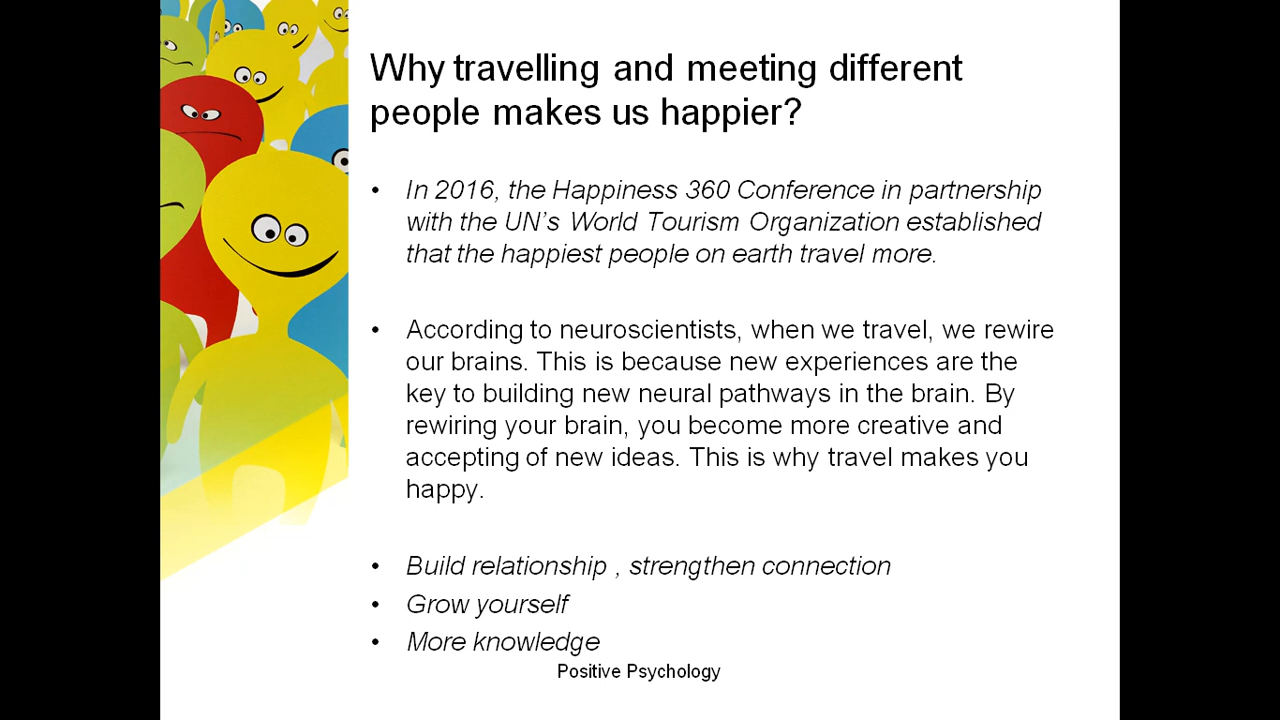 Why travelling and meeting different
people makes us happier?
• In 2016, the Happiness 360 Conference in partnership
with the UN's World Tourism Organization established
that the happiest people on earth travel more.
• According to neuroscientists, when we travel, we rewire
our brains. This is because new experiences are the
key to building new neural pathways in the brain. By
rewiring your brain, you become more creative and
accepting of new ideas. This is why travel makes you
happy.
• Build relationship , strengthen connection
• Grow yourself
• More knowledge
Positive Psychology